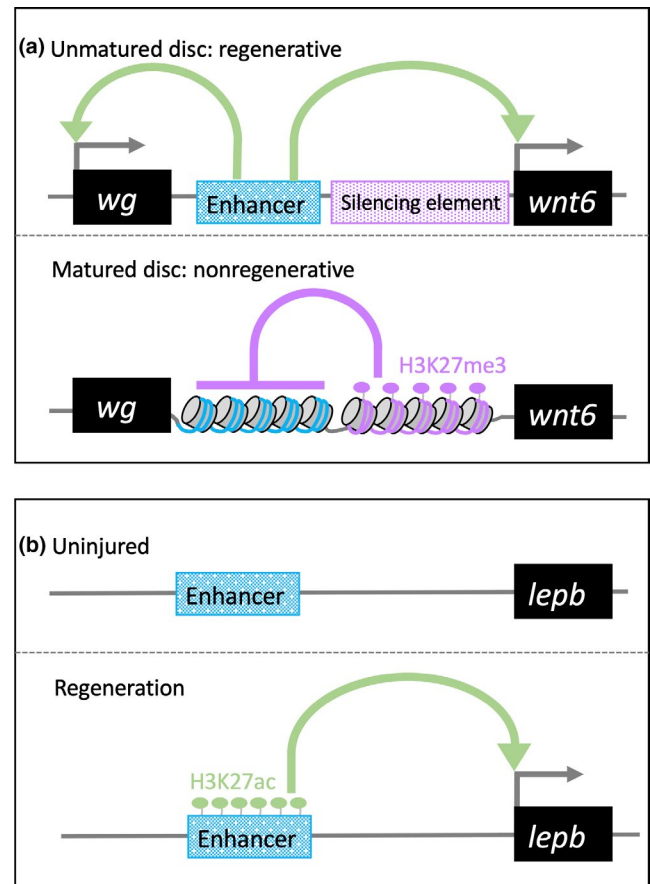 (a) Unmatured disc: regenerative
wg
Enhancer
Silencing element
wnt6
Matured disc: nonregenerative
H3K27me3
wg
wnt6
(b) Uninjured
Enhancer
lepb
Regeneration
H3K27ac
Enhancer
lepb